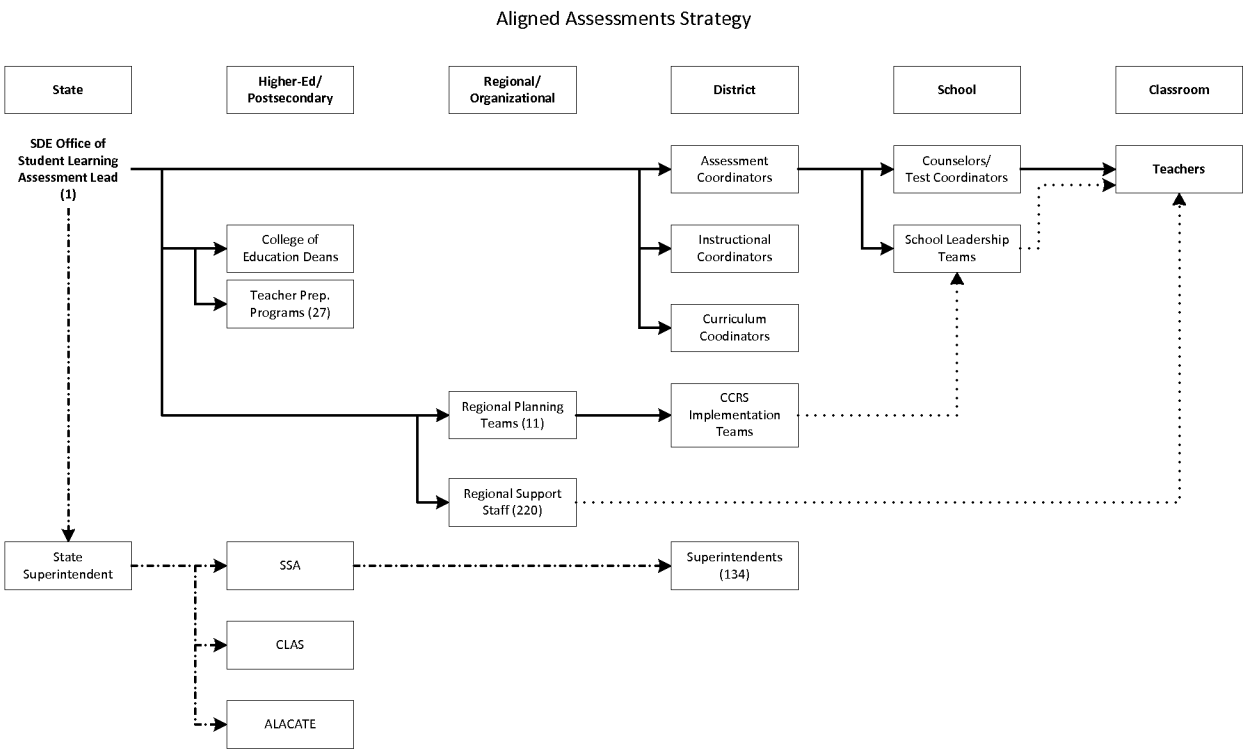 Aligned Assessments Strategy
State
Higher-Ed/
Postsecondary
Regional/
Organizational
District
School
Classroom
SDE Office of
Student Learning
Assessment Lead
(1)
Assessment
Coordinators
Counselors/
Test Coordinators
Teachers
College of
Education Deans
Instructional
Coordinators
School Leadership
Teams
Teacher Prep.
Programs (27)
Curriculum
Coodinators
Regional Planning
Teams (11)
CCRS
Implementation
Teams
Regional Support
Staff (220)
State
Superintendent
SSA
Superintendents
(134)
CLAS
ALACATE